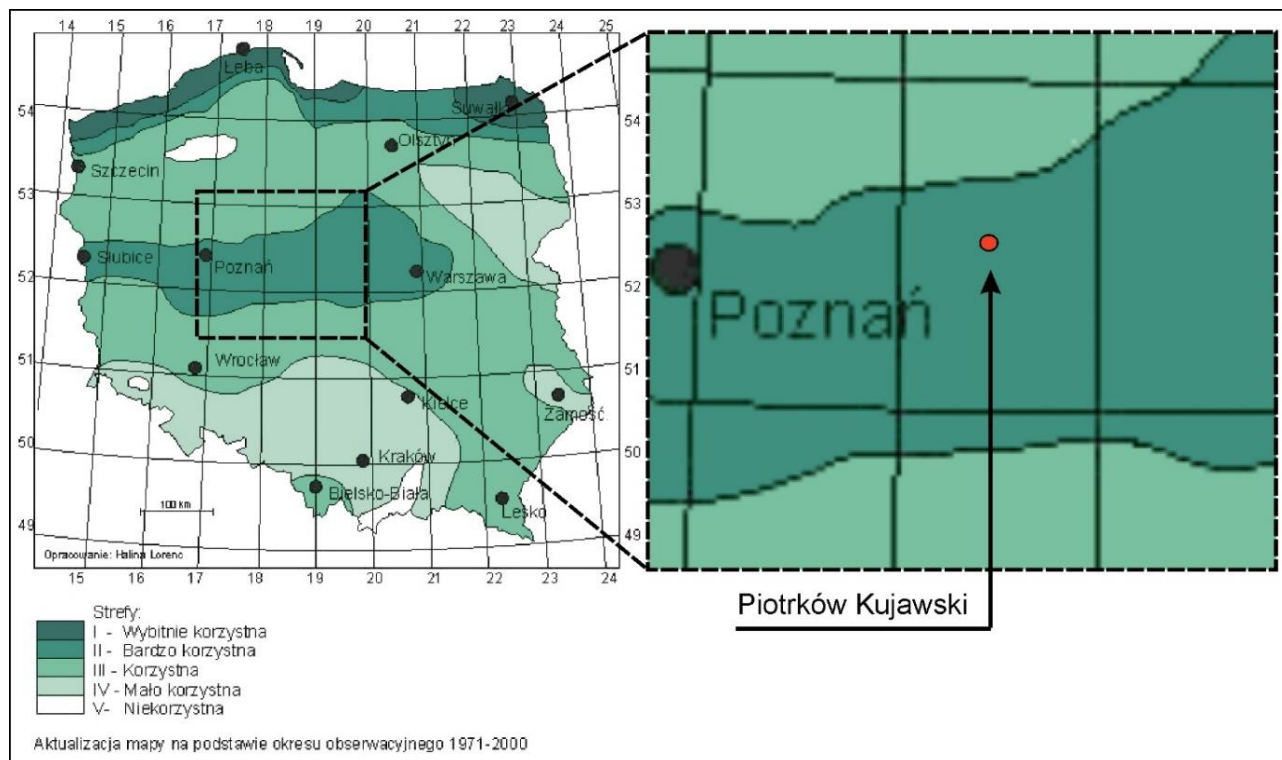 14 15 16 17 18 19 20 21 22 23 24 25
Łeba
Suwałk
54
Olsztyn
Szczecin
53
Słubice
Poznań
52
Warszawa
51
Wrocław
Kielce
Zamość
50
Kraków
Bielsko-Biała
Lesko
49
100 km
Opracowanie: Halina Lorenc
15 16 17 18 19 20 21 22 23 24
54
53
52
51
50
49
Poznań
Piotrków Kujawski
Strefy:
I - Wybitnie korzystna
II - Bardzo korzystna
III - Korzystna
IV - Mało korzystna
V- Niekorzystna
Aktualizacja mapy na podstawie okresu obserwacyjnego 1971-2000